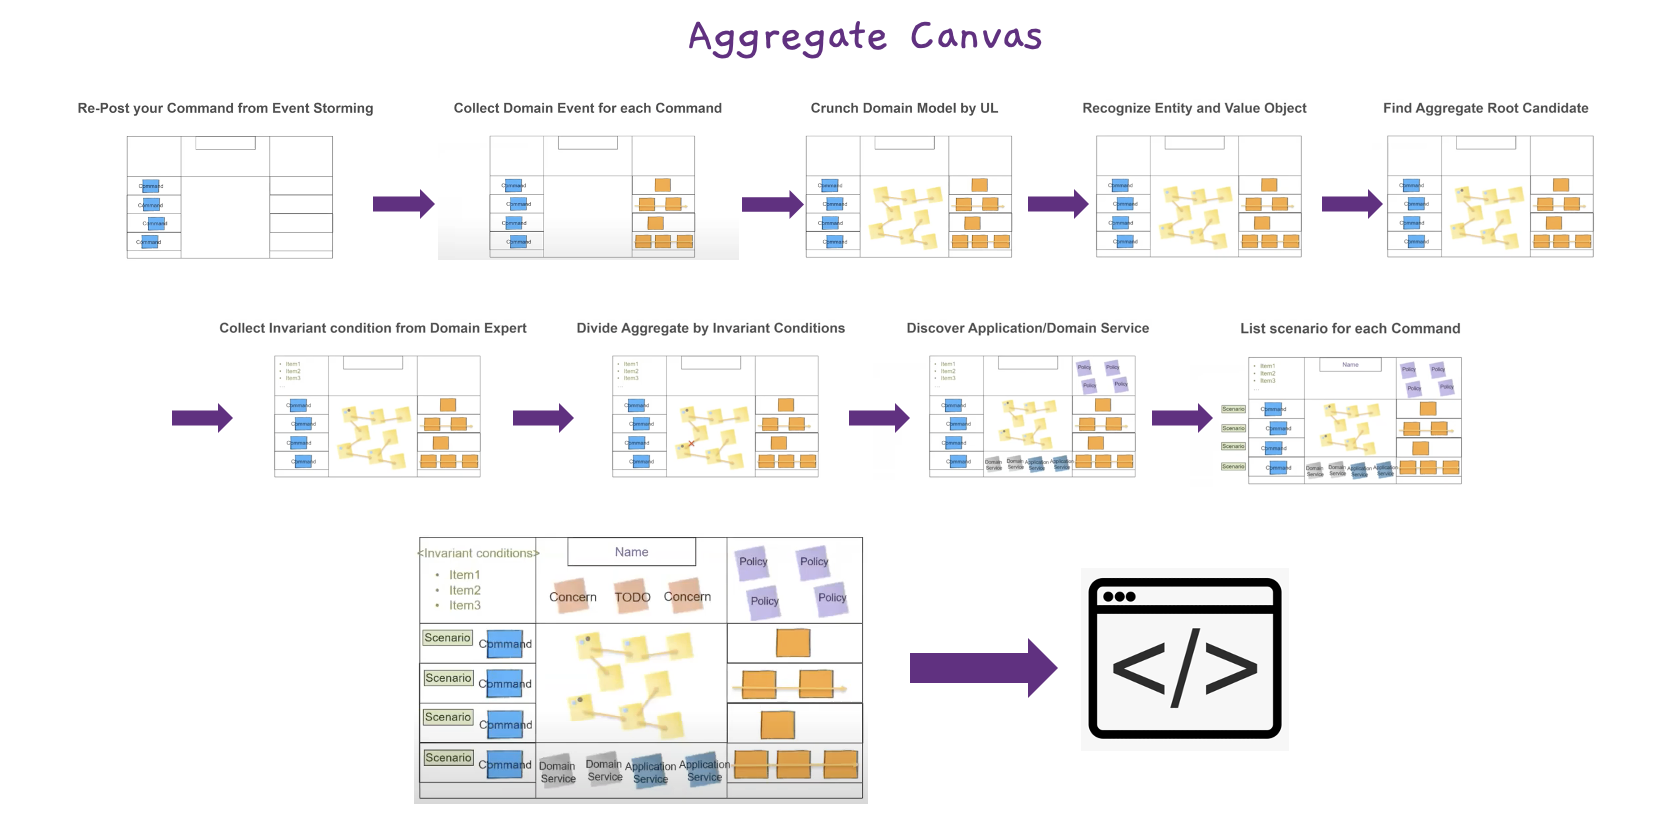 Aggregate Canvas
Re-Post your Command from Event Storming
Command
Command
Command
Command
Collect Domain Event for each Command
Command
Command
Command
Command
Crunch Domain Model by UL
Command
Command
Command
Command
Recognize Entity and Value Object
Command
Command
Command
Command
Find Aggregate Root Candidate
Command
Command
Command
Command
Collect Invariant condition from Domain Expert
• Item1
• Item2
• Item3
...
Command
Command
Command
Command
Divide Aggregate by Invariant Conditions
• Item1
• Item2
• Item3
...
Command
Command
Command
Command
Discover Application/Domain Service
• Item1
• Item2
• Item3
...
Policy Policy
Policy Policy
Command
Command
Command
Command
Domain Service
Domain Service
Application Service
Application Service
List scenario for each Command
• Item1
• Item2
• Item3
...
Name
Policy Policy
Policy Policy
Scenario Command
Scenario Command
Scenario Command
Scenario Command
Domain Service
Domain Service
Application Service
Application Service
<Invariant conditions>
• Item1
• Item2
• Item3
Name
Concern TODO Concern
Policy Policy
Policy Policy
Scenario Command
Scenario Command
Scenario Command
Scenario Command
Domain Service
Domain Service
Application Service
Application Service
</>